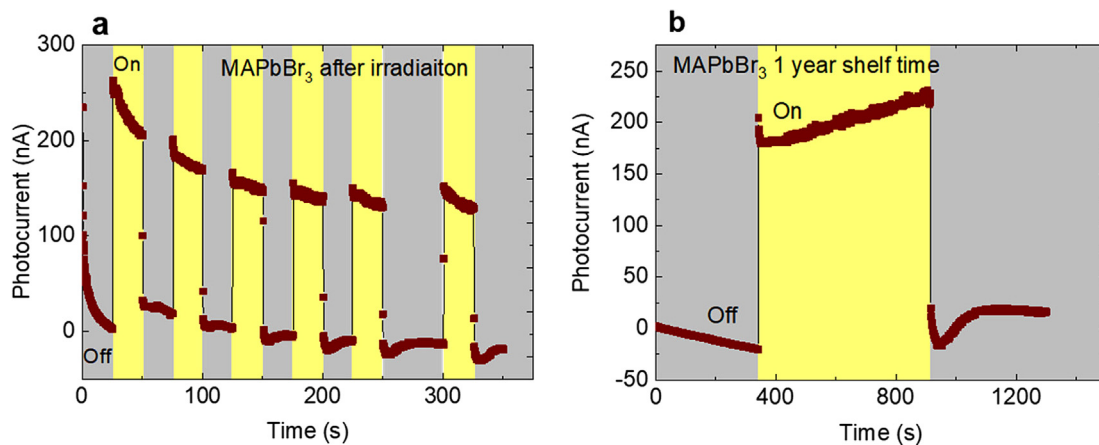 a
300
200
100
0
Photocurrent (nA)
On
MAPbBr₃ after irradiaiton
Off
0 100 200 300
Time (s)
b
250
225
200
150
100
50
0
-50
Photocurrent (nA)
MAPbBr₃ 1 year shelf time
On
Off
0 400 800 1200
Time (s)